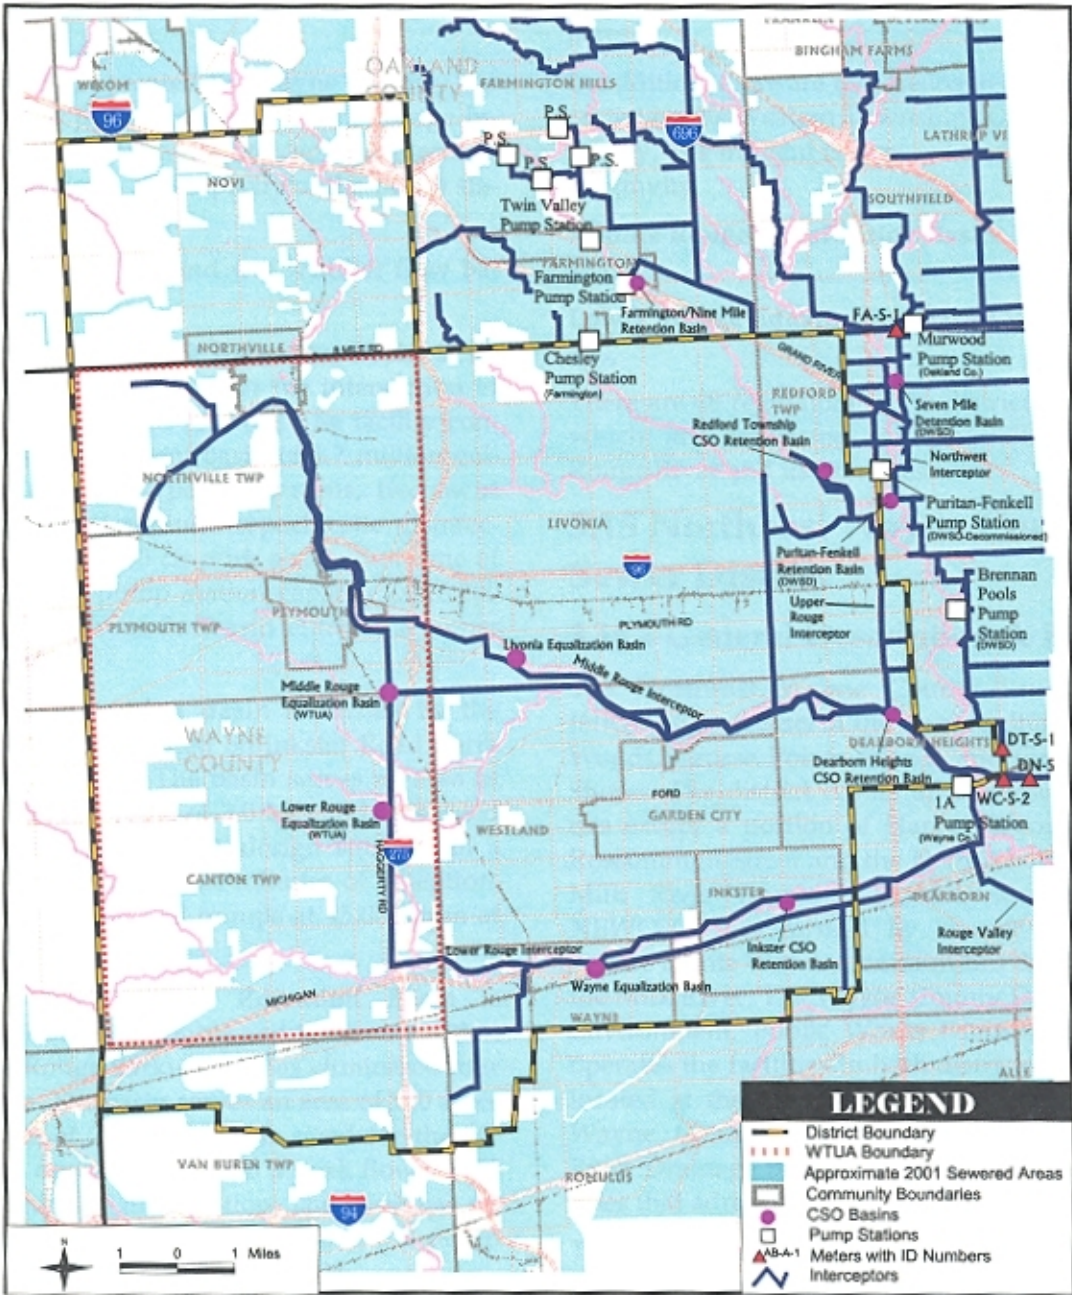 FRANKLIN
BEVERLY HILLS
BINGHAM FARMS
OAKLAND
COUNTY
FARMINGTON HILLS
WIXOM
96
696
P.S.
P.S.
P.S.
P.S.
LATHRUP VI
NOVI
SOUTHFIELD
Twin Valley
Pump Station
FARMINGTON
Farmington
Pump Station
Farmington/Nine Mile
Retention Basin
FA-S-1
Murwood
Pump Station
(Oakland Co.)
NORTHVILLE
8 MILE RD
Chesley
Pump Station
(Farmington)
GRAND RIVER
REDFORD
TWP
Seven Mile
Detention Basin
(DWSD)
Redford Township
CSO Retention Basin
Northwest
Interceptor
NORTHVILLE TWP
Puritan-Fenkell
Pump Station
(DWSD-Decommissioned)
LIVONIA
96
Puritan-Fenkell
Retention Basin
(DWSD)
Brennan
Pools
Pump
Station
(DWSD)
Upper
Rouge
Interceptor
PLYMOUTH
PLYMOUTH TWP
PLYMOUTH RD
Livonia Equalization Basin
Middle Rouge Interceptor
Middle Rouge
Equalization Basin
(WTUA)
WAYNE
COUNTY
DEARBORN HEIGHTS
DT-S-1
Dearborn Heights
CSO Retention Basin
DN-S
WC-S-2
FORD
1A
Pump Station
(Wayne Co.)
Lower Rouge
Equalization Basin
(WTUA)
WESTLAND
GARDEN CITY
275
HAGGERTY RD
CANTON TWP
INKSTER
DEARBORN
Lower Rouge Interceptor
Inkster CSO
Retention Basin
Rouge Valley
Interceptor
Wayne Equalization Basin
MICHIGAN
WAYNE
VAN BUREN TWP
ROMULUS
94
N
1 0 1 Miles
LEGEND
District Boundary
WTUA Boundary
Approximate 2001 Sewered Areas
Community Boundaries
CSO Basins
Pump Stations
AB-A-1 Meters with ID Numbers
Interceptors